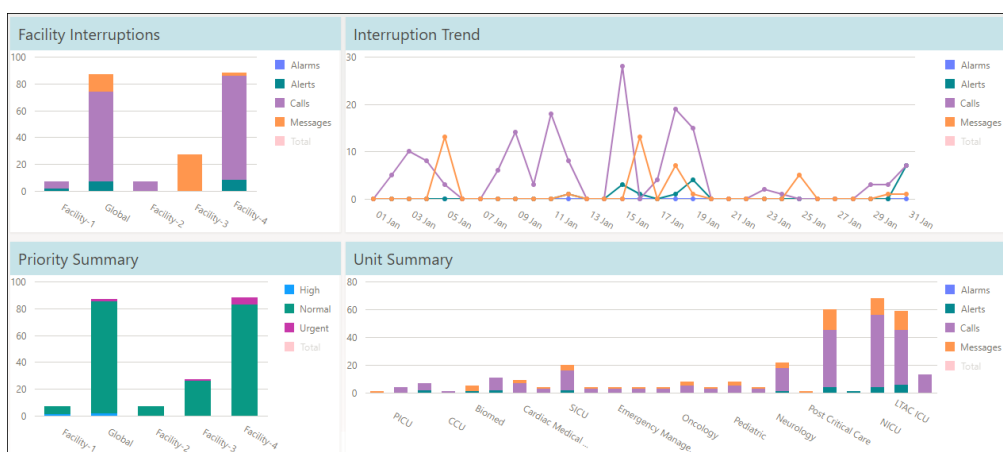 Facility Interruptions
100
80
60
40
20
0
Facility-1
Global
Facility-2
Facility-3
Facility-4
Alarms
Alerts
Calls
Messages
Total
Interruption Trend
30
20
10
0
01 Jan
03 Jan
05 Jan
07 Jan
09 Jan
11 Jan
13 Jan
15 Jan
17 Jan
19 Jan
21 Jan
23 Jan
25 Jan
27 Jan
29 Jan
31 Jan
Alarms
Alerts
Calls
Messages
Total
Priority Summary
100
80
60
40
20
0
Facility-1
Global
Facility-2
Facility-3
Facility-4
High
Normal
Urgent
Total
Unit Summary
80
60
40
20
0
PICU
CCU
Biomed
Cardiac Medical ...
SICU
Emergency Manage.
Oncology
Pediatric
Neurology
Post Critical Care
NICU
LTAC ICU
Alarms
Alerts
Calls
Messages
Total